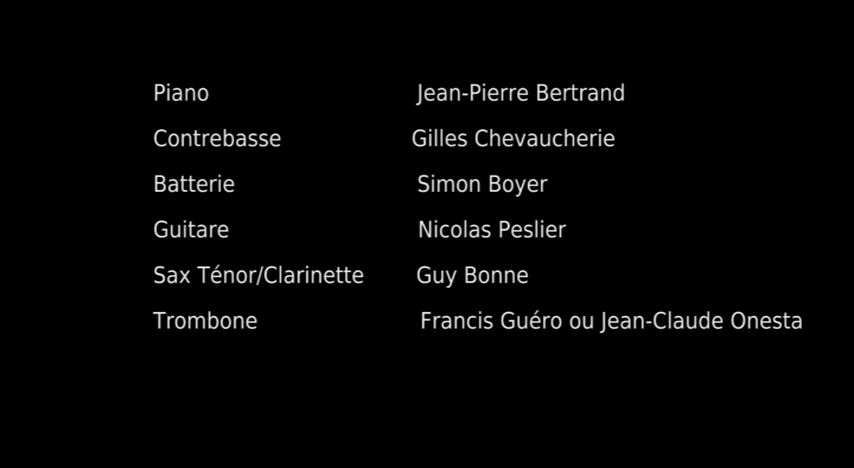 Piano Jean-Pierre Bertrand
Contrebasse Gilles Chevaucherie
Batterie Simon Boyer
Guitare Nicolas Peslier
Sax Ténor/Clarinette Guy Bonne
Trombone Francis Guéro ou Jean-Claude Onesta